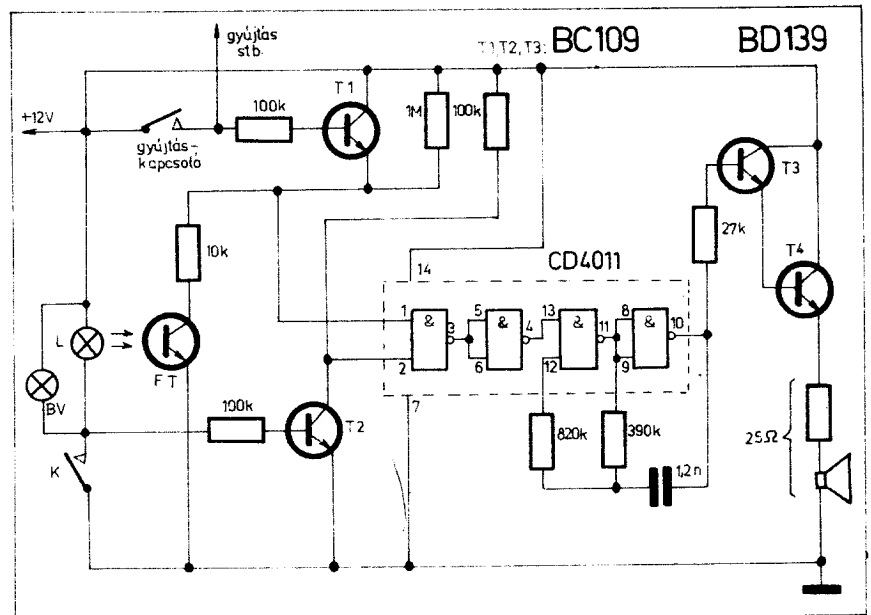 gyújtás
stb.
T1,T2,T3:
BC109
BD139
+12V
gyújtás-
kapcsoló
100k
T1
1M
100k
T3
10k
14
CD4011
27k
T4
L
FT
BV
1
2
&
3
5
6
&
4
13
12
&
11
8
9
&
10
7
K
100k
T2
820k
390k
1,2n
25Ω